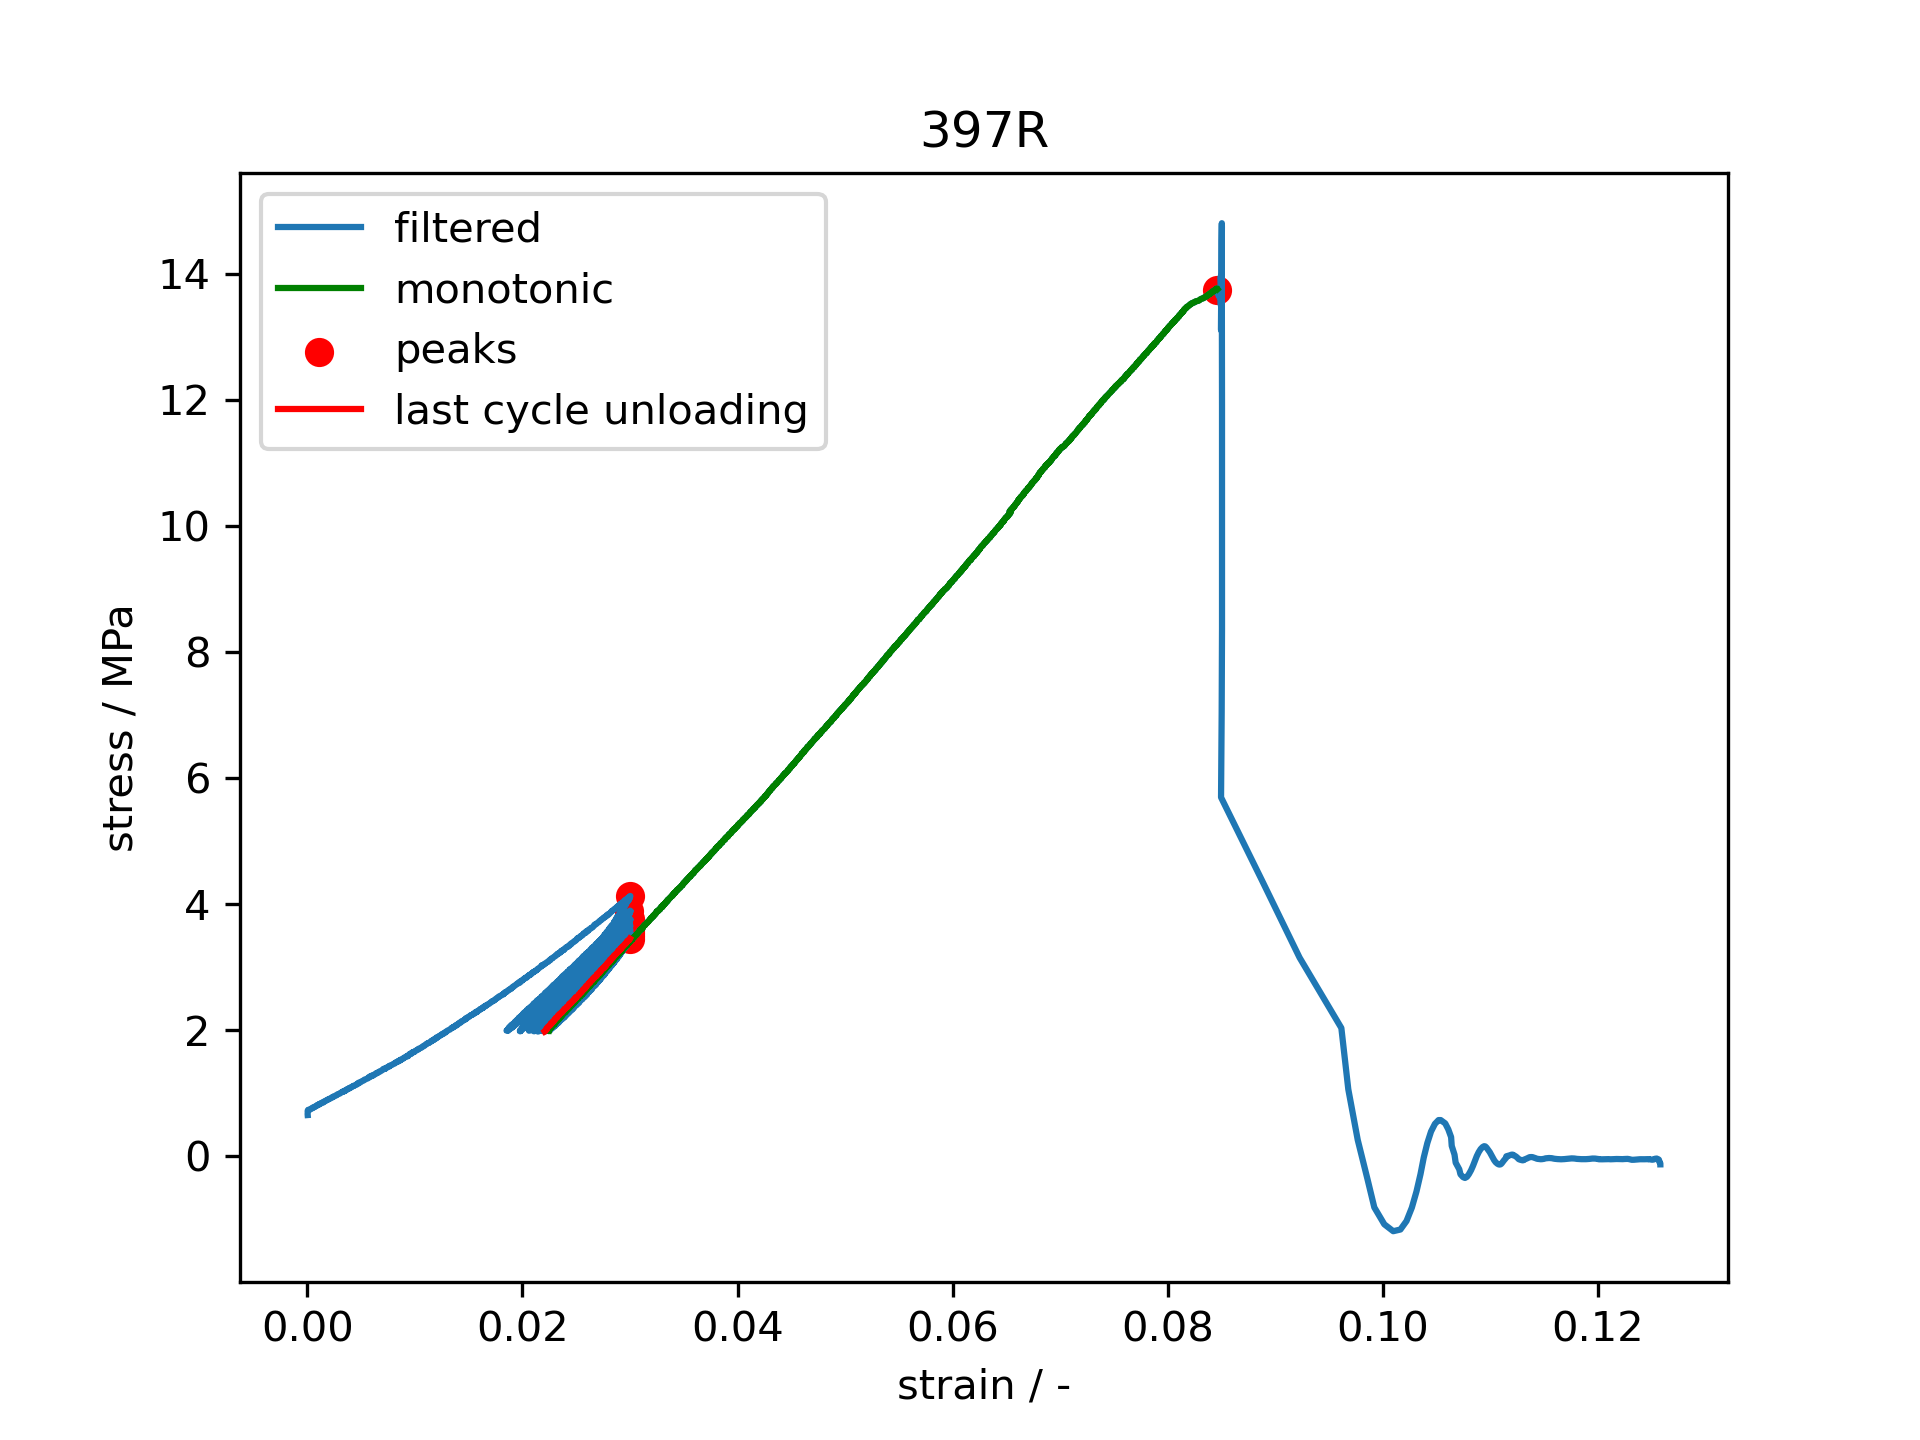 397R
filtered
monotonic
peaks
last cycle unloading
14
12
10
8
6
4
2
0
stress / MPa
0.00 0.02 0.04 0.06 0.08 0.10 0.12
strain / -